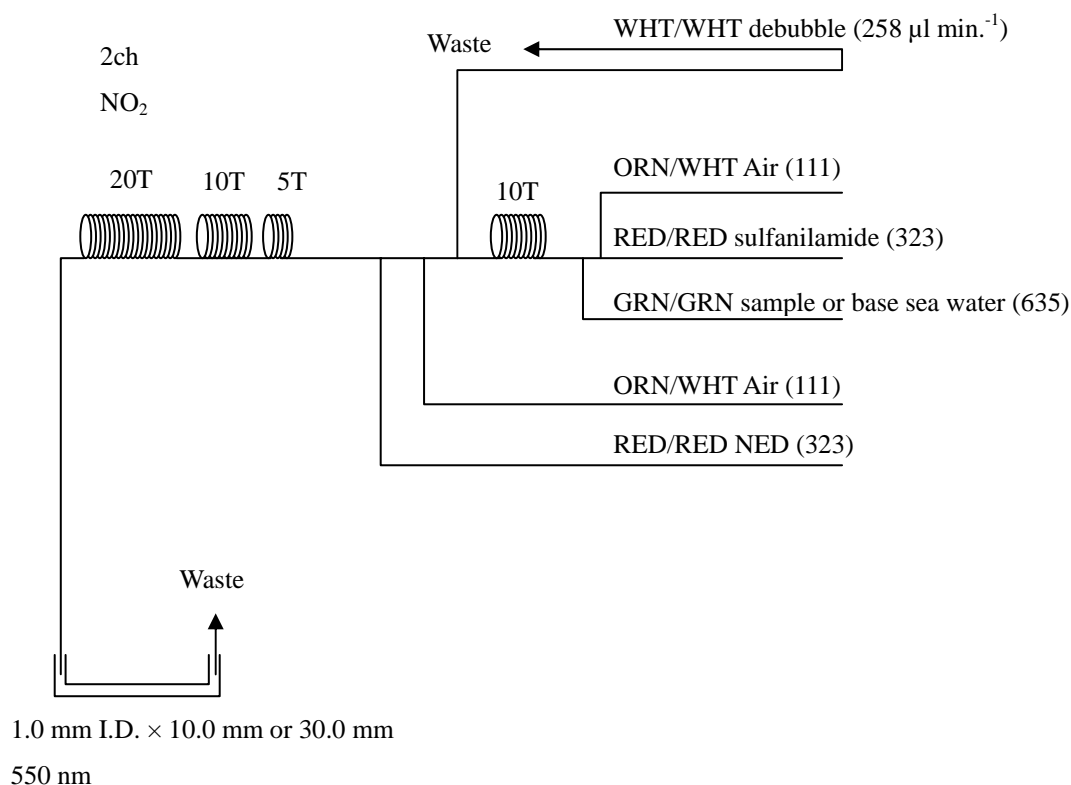 WHT/WHT debubble (258 µl min.⁻¹)
Waste
2ch
NO₂
20T
10T
5T
10T
ORN/WHT Air (111)
RED/RED sulfanilamide (323)
GRN/GRN sample or base sea water (635)
ORN/WHT Air (111)
RED/RED NED (323)
Waste
1.0 mm I.D. × 10.0 mm or 30.0 mm
550 nm